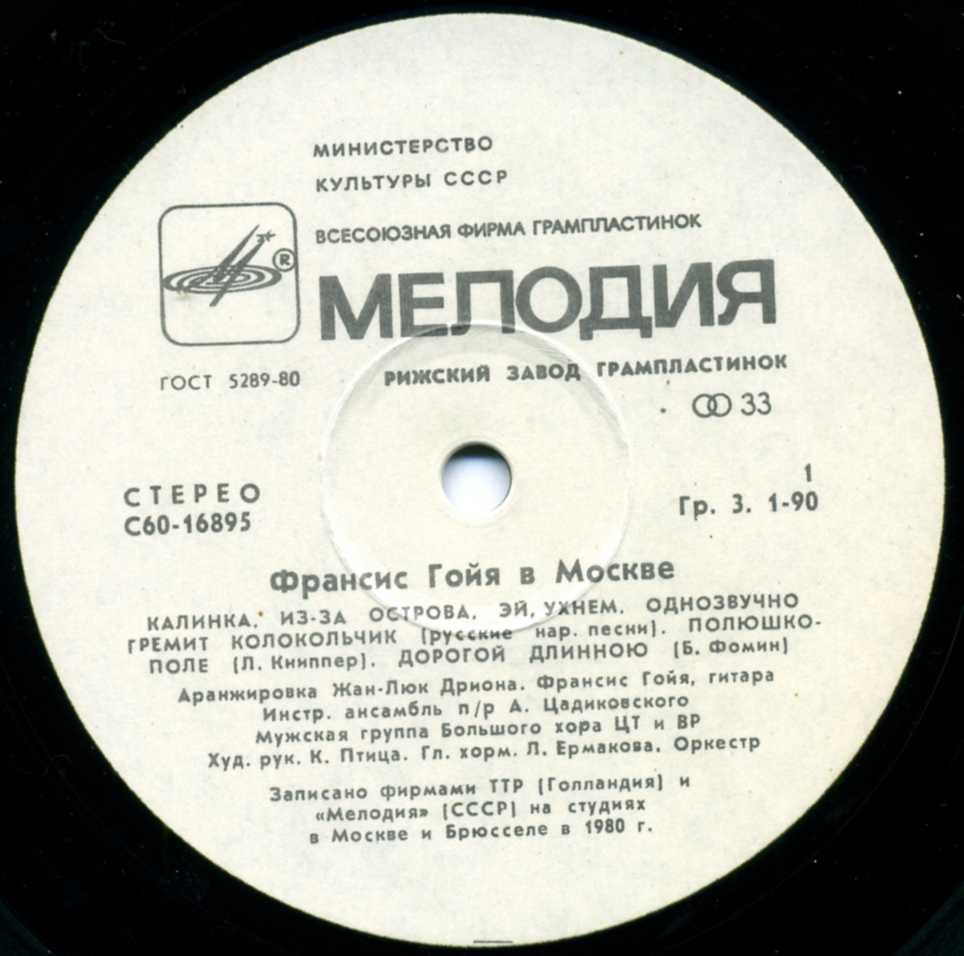 МИНИСТЕРСТВО
КУЛЬТУРЫ СССР
ВСЕСОЮЗНАЯ ФИРМА ГРАМПЛАСТИНОК
®
МЕЛОДИЯ
ГОСТ 5289-80
РИЖСКИЙ ЗАВОД ГРАМПЛАСТИНОК
33
СТЕРЕО
С60-16895
1
Гр. 3. 1-90
Франсис Гойя в Москве
КАЛИНКА. ИЗ-ЗА ОСТРОВА. ЭЙ, УХНЕМ. ОДНОЗВУЧНО
ГРЕМИТ КОЛОКОЛЬЧИК (русские нар. песни). ПОЛЮШКО-
ПОЛЕ (Л. Книппер). ДОРОГОЙ ДЛИННОЮ (Б. Фомин)
Аранжировка Жан-Люк Дриона. Франсис Гойя, гитара
Инстр. ансамбль п/р А. Цадиковского
Мужская группа Большого хора ЦТ и ВР
Худ. рук. К. Птица. Гл. хорм. Л. Ермакова. Оркестр
Записано фирмами ТТР (Голландия) и
«Мелодия» (СССР) на студиях
в Москве и Брюсселе в 1980 г.